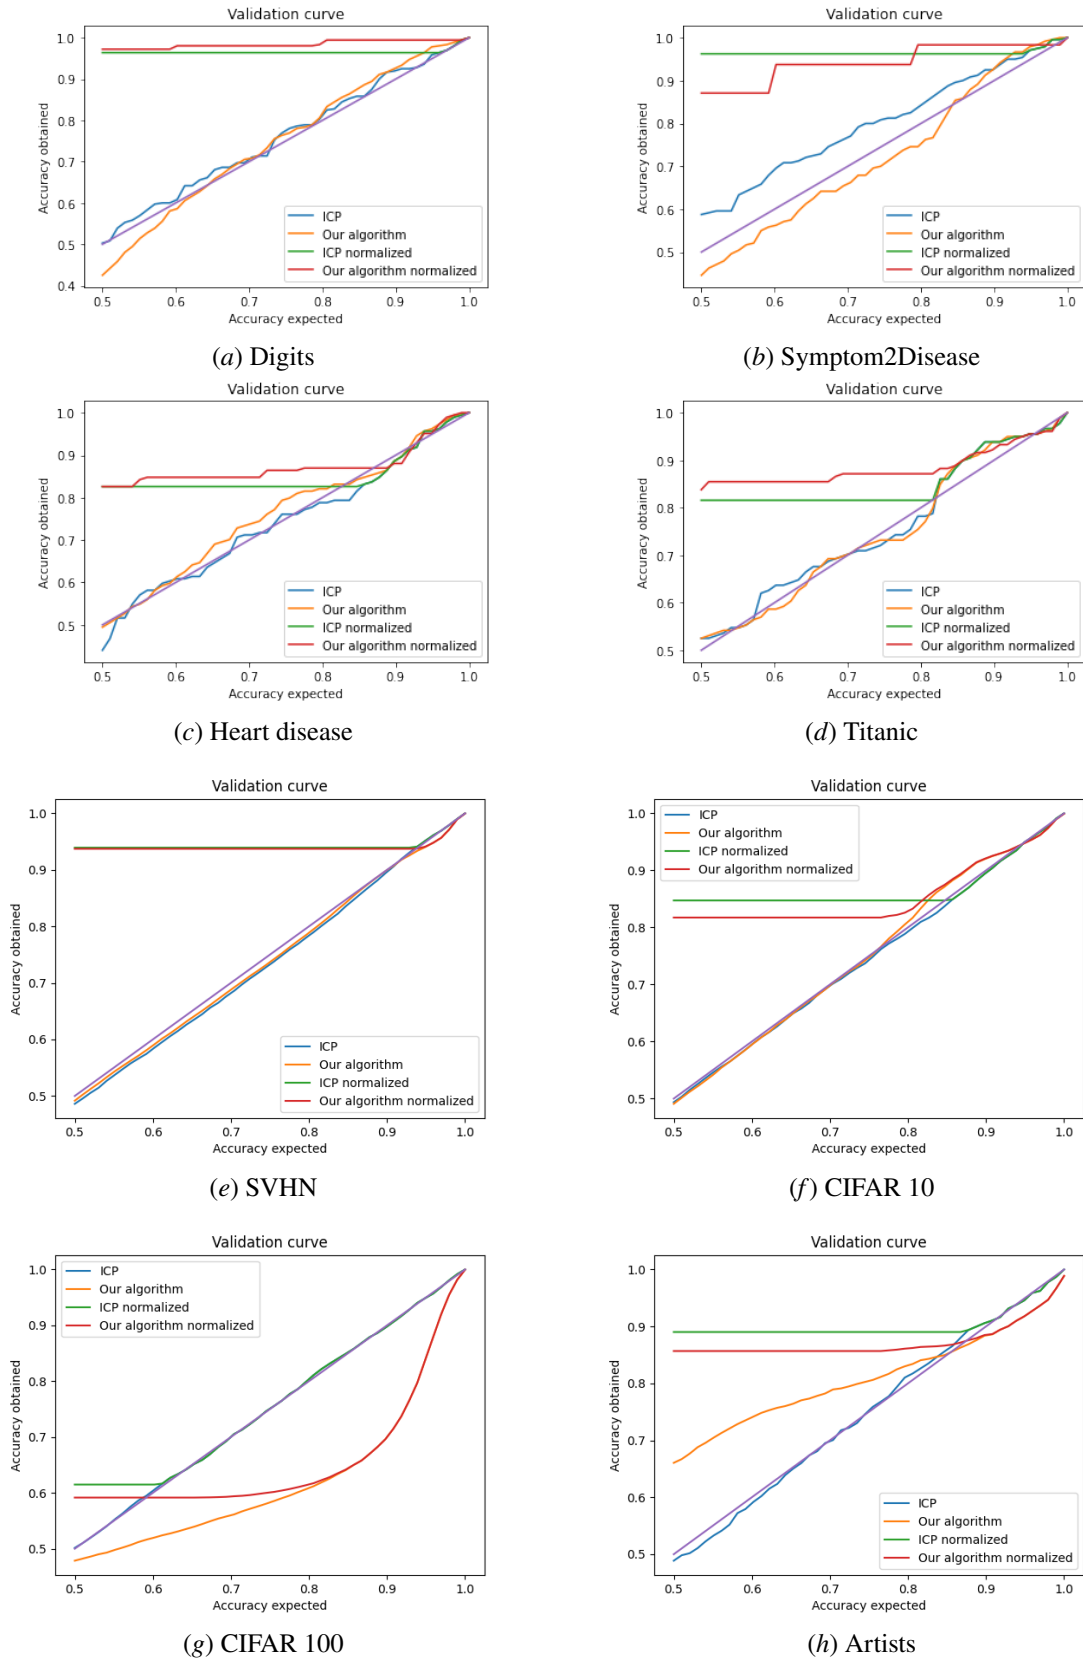 Validation curve
Accuracy obtained
1.0
0.9
0.8
0.7
0.6
0.5
0.4
ICP
Our algorithm
ICP normalized
Our algorithm normalized
0.5 0.6 0.7 0.8 0.9 1.0
Accuracy expected
(a) Digits
Validation curve
Accuracy obtained
1.0
0.9
0.8
0.7
0.6
0.5
ICP
Our algorithm
ICP normalized
Our algorithm normalized
0.5 0.6 0.7 0.8 0.9 1.0
Accuracy expected
(b) Symptom2Disease
Validation curve
Accuracy obtained
1.0
0.9
0.8
0.7
0.6
0.5
ICP
Our algorithm
ICP normalized
Our algorithm normalized
0.5 0.6 0.7 0.8 0.9 1.0
Accuracy expected
(c) Heart disease
Validation curve
Accuracy obtained
1.0
0.9
0.8
0.7
0.6
0.5
ICP
Our algorithm
ICP normalized
Our algorithm normalized
0.5 0.6 0.7 0.8 0.9 1.0
Accuracy expected
(d) Titanic
Validation curve
Accuracy obtained
1.0
0.9
0.8
0.7
0.6
0.5
ICP
Our algorithm
ICP normalized
Our algorithm normalized
0.5 0.6 0.7 0.8 0.9 1.0
Accuracy expected
(e) SVHN
Validation curve
Accuracy obtained
ICP
Our algorithm
ICP normalized
Our algorithm normalized
1.0
0.9
0.8
0.7
0.6
0.5
0.5 0.6 0.7 0.8 0.9 1.0
Accuracy expected
(f) CIFAR 10
Validation curve
Accuracy obtained
ICP
Our algorithm
ICP normalized
Our algorithm normalized
1.0
0.9
0.8
0.7
0.6
0.5
0.5 0.6 0.7 0.8 0.9 1.0
Accuracy expected
(g) CIFAR 100
Validation curve
Accuracy obtained
1.0
0.9
0.8
0.7
0.6
0.5
ICP
Our algorithm
ICP normalized
Our algorithm normalized
0.5 0.6 0.7 0.8 0.9 1.0
Accuracy expected
(h) Artists